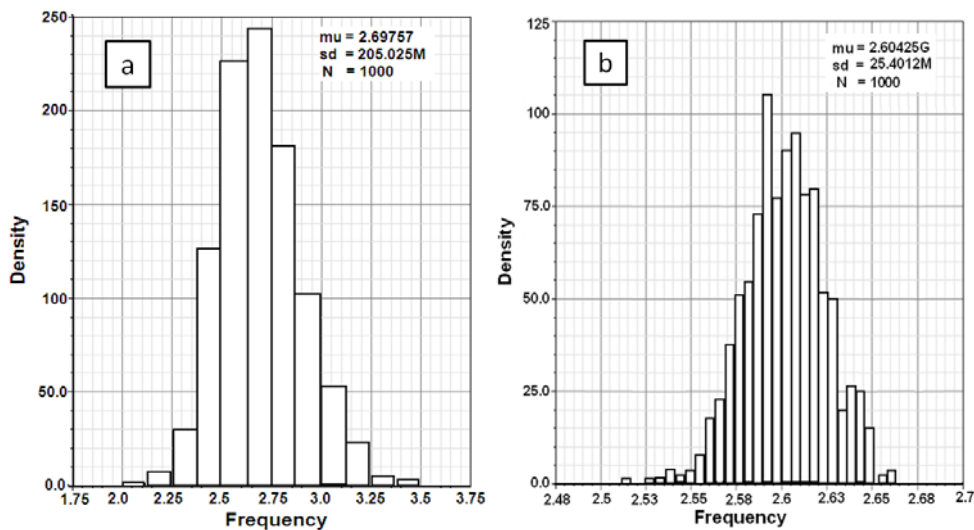 250
200
150
100
50.0
0.0
Density
a
mu = 2.69757
sd = 205.025M
N = 1000
1.75 2.0 2.25 2.5 2.75 3.0 3.25 3.5 3.75
Frequency
125
100
75.0
50.0
25.0
0.0
Density
b
mu = 2.60425G
sd = 25.4012M
N = 1000
2.48 2.5 2.53 2.55 2.58 2.6 2.63 2.65 2.68 2.7
Frequency